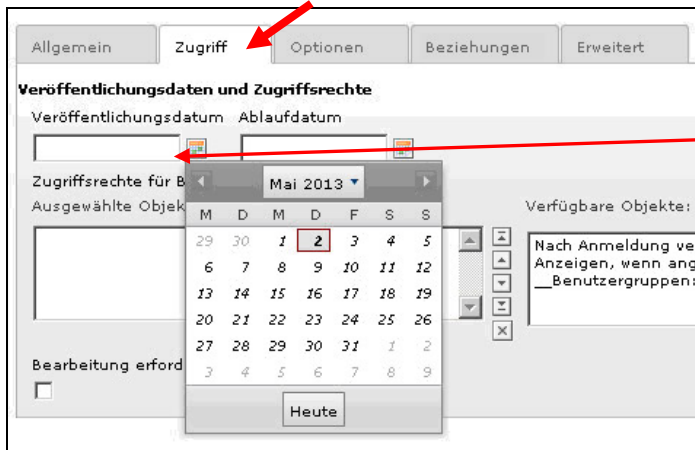 Allgemein Zugriff Optionen Beziehungen Erweitert
Veröffentlichungsdaten und Zugriffsrechte
Veröffentlichungsdatum Ablaufdatum
Zugriffsrechte für B
Mai 2013
Ausgewählte Objek
Verfügbare Objekte:
M D M D F S S
29 30 1 2 3 4 5
6 7 8 9 10 11 12
13 14 15 16 17 18 19
20 21 22 23 24 25 26
27 28 29 30 31 1 2
3 4 5 6 7 8 9
Heute
Nach Anmeldung ve
Anzeigen, wenn ang
__Benutzergruppen:
Bearbeitung erford